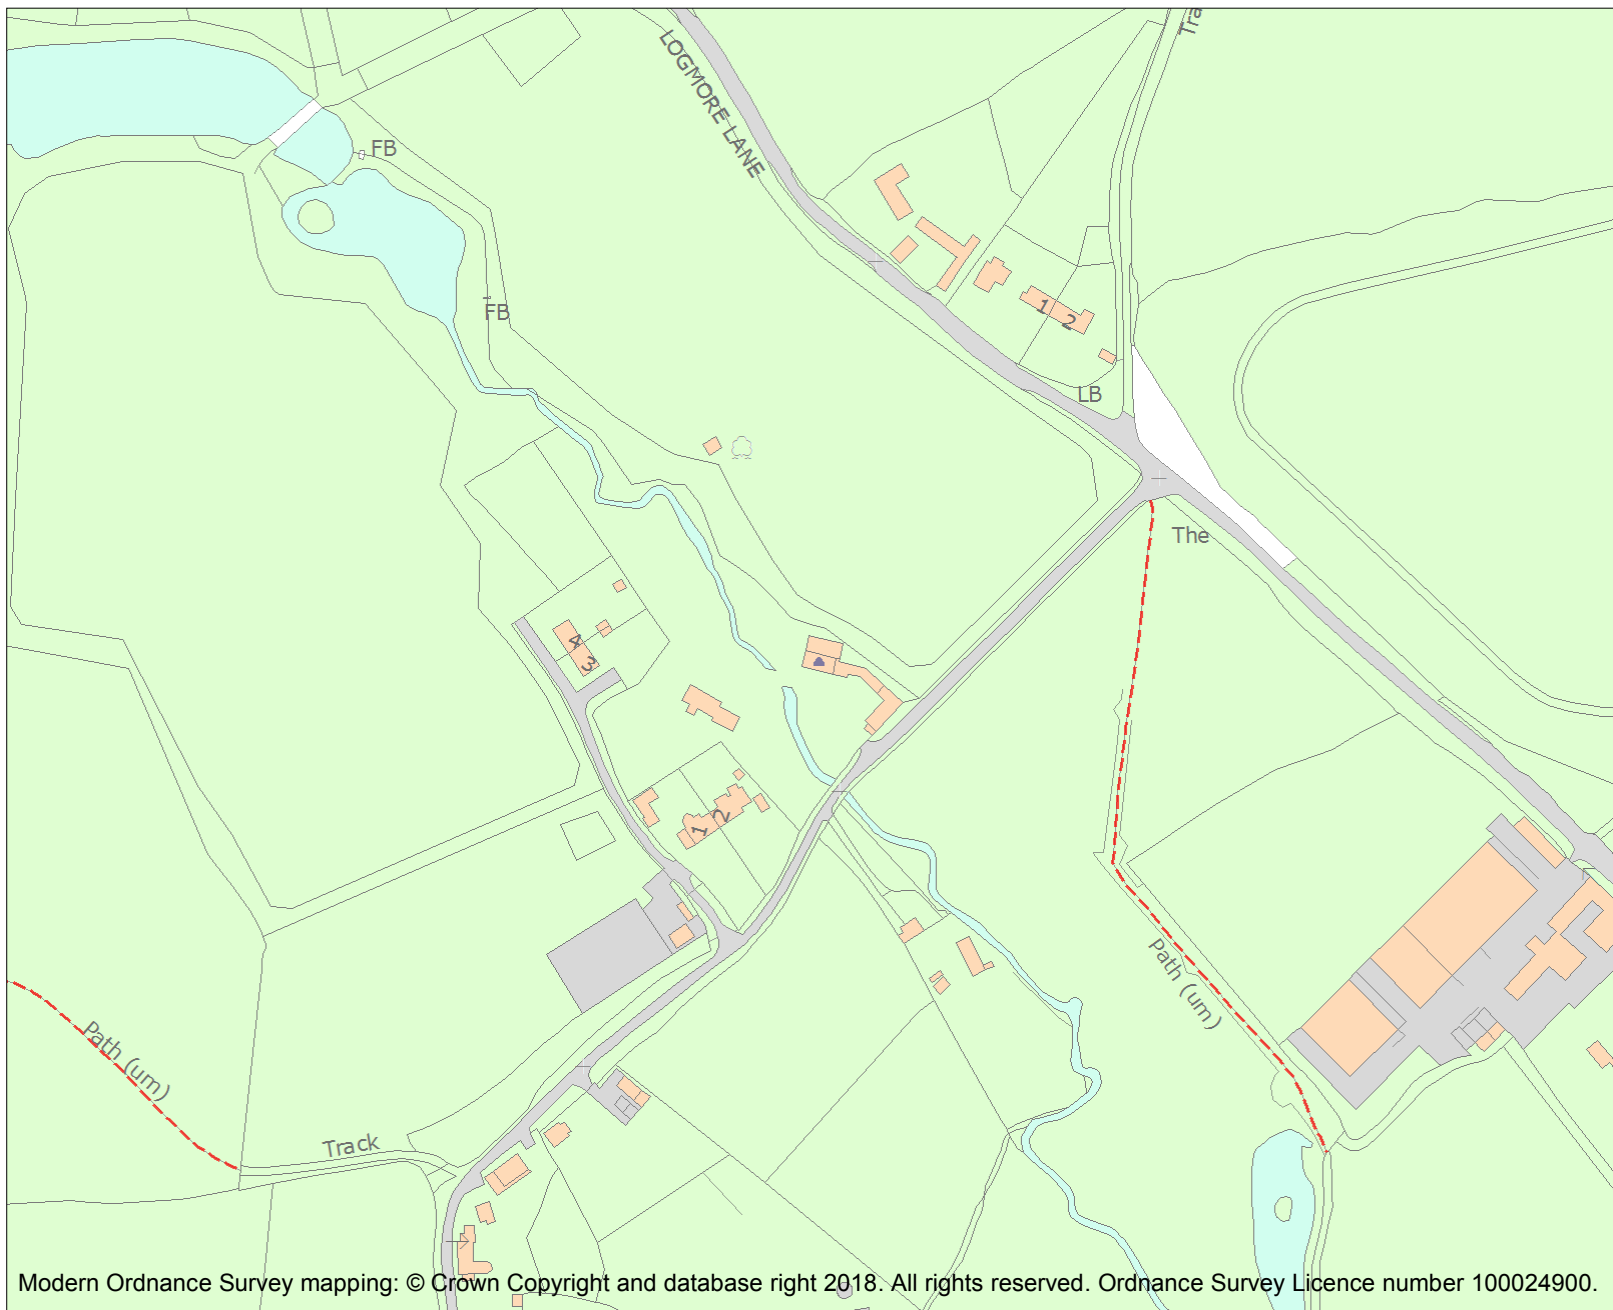 Tra
LOGMORE LANE
FB
FB
1
2
LB
The
4
3
1
2
Path (um)
Path (um)
Track
Modern Ordnance Survey mapping: © Crown Copyright and database right 2018. All rights reserved. Ordnance Survey Licence number 100024900.